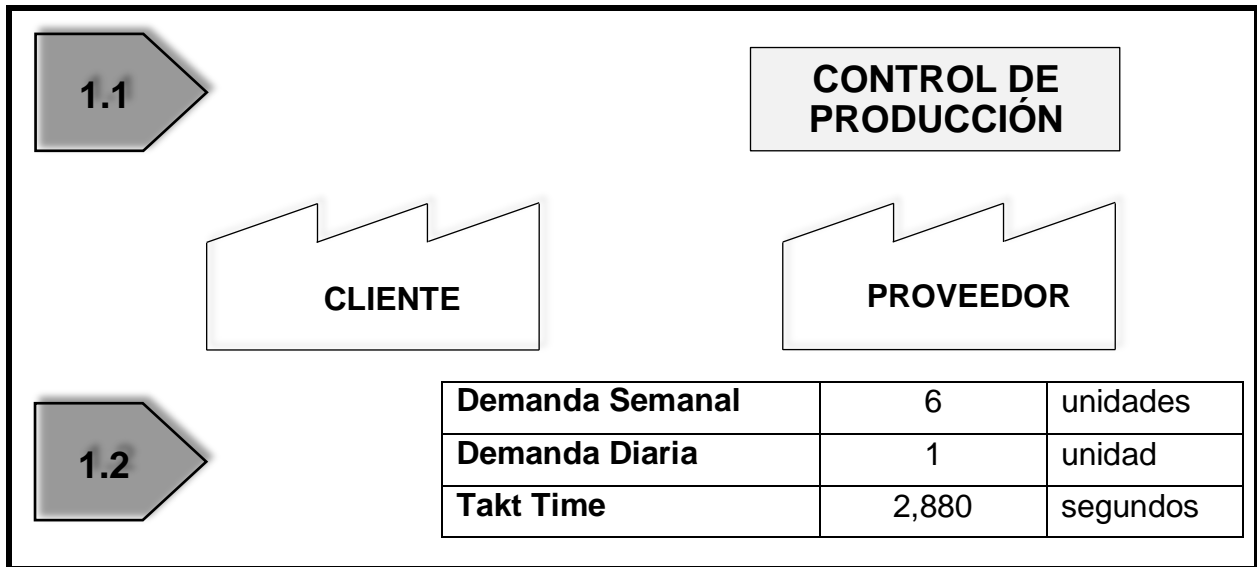 1.1
CONTROL DE
PRODUCCIÓN
CLIENTE
PROVEEDOR
1.2
Demanda Semanal 6 unidades
Demanda Diaria 1 unidad
Takt Time 2,880 segundos